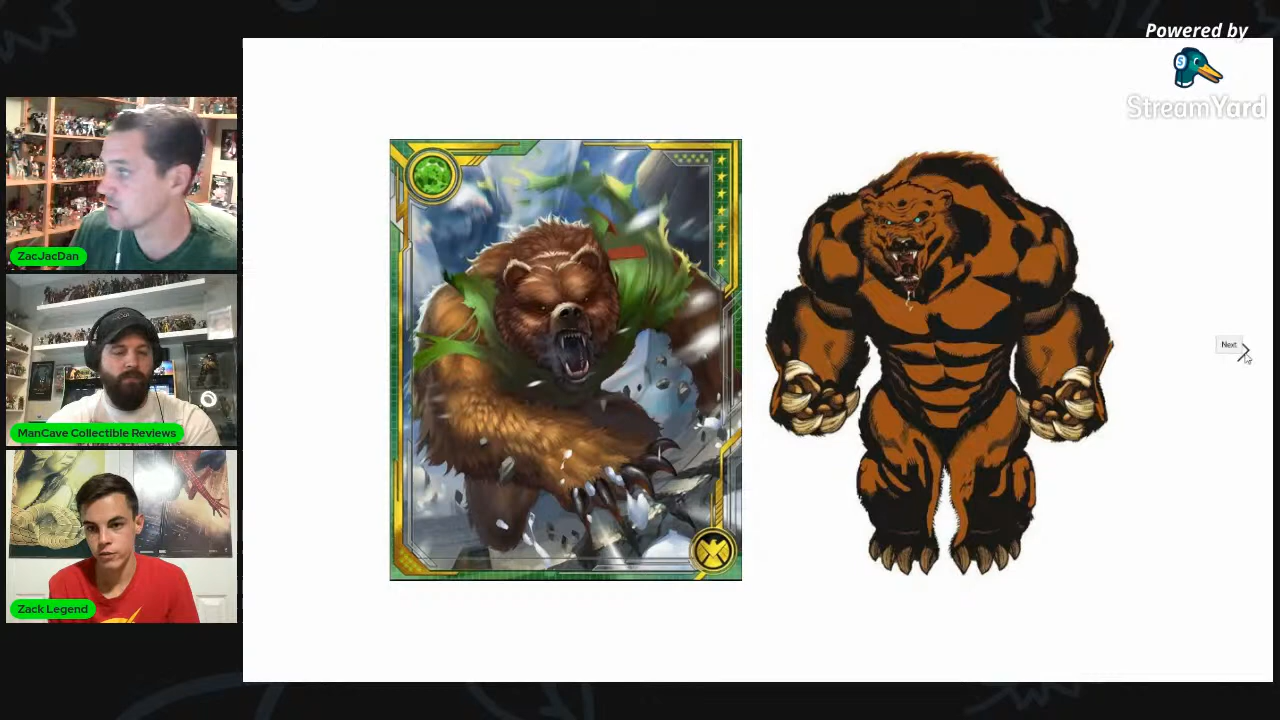 Powered by
StreamYard
ZacJacDan
ManCave Collectible Reviews
Zack Legend
Next